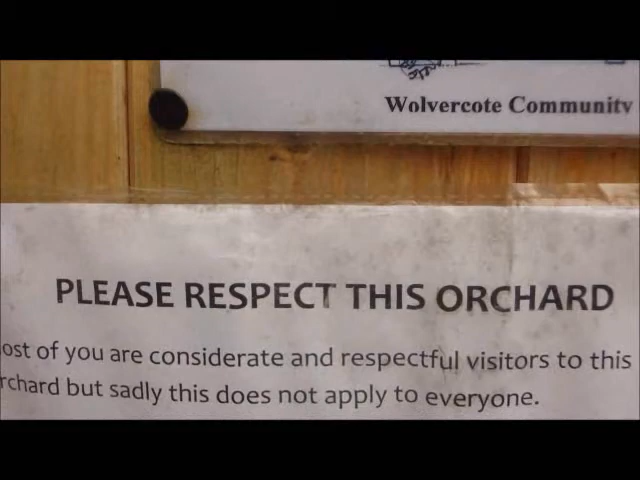 Wolvercote Community
PLEASE RESPECT THIS ORCHARD
ost of you are considerate and respectful visitors to this
rchard but sadly this does not apply to everyone.